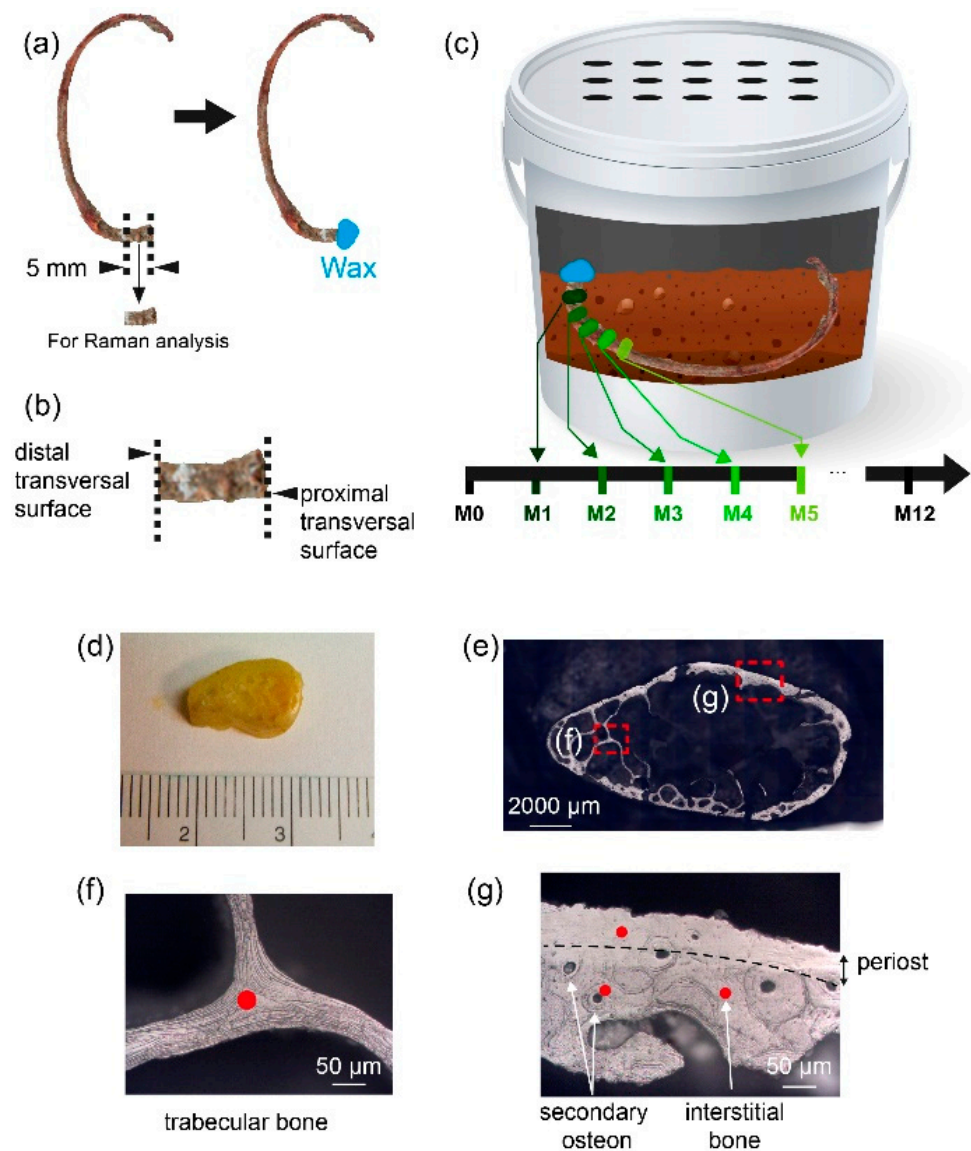 (a)
5 mm
Wax
For Raman analysis
(b)
distal
transversal
surface
proximal
transversal
surface
(c)
M0 M1 M2 M3 M4 M5 ... M12
(d)
2 3
(e)
(g)
(f)
2000 µm
(f)
50 µm
trabecular bone
(g)
periost
50 µm
secondary
osteon
interstitial
bone